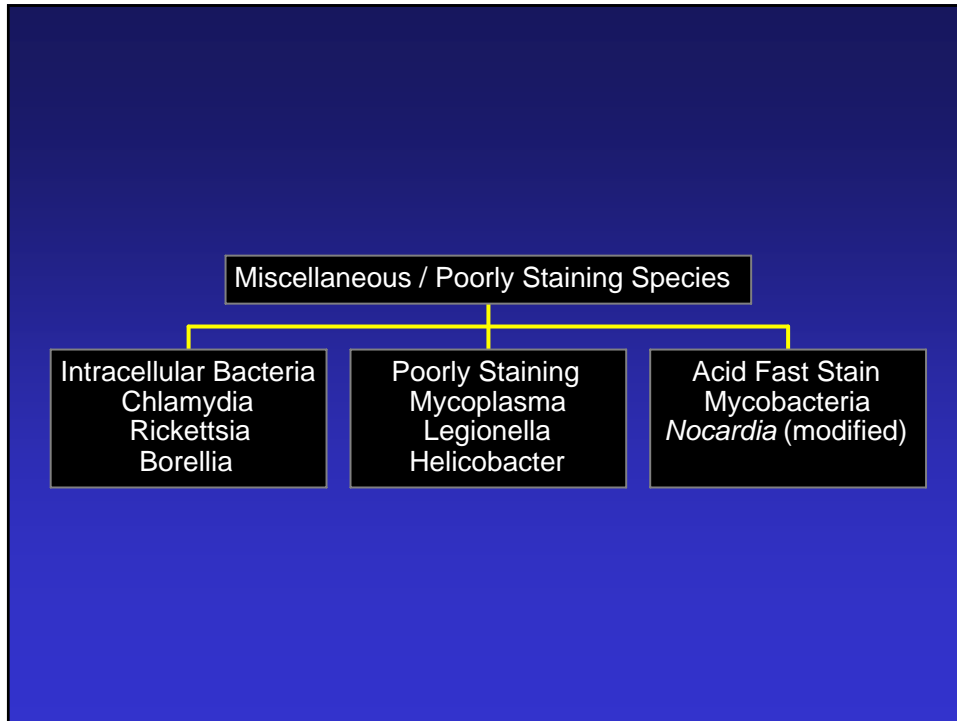 Miscellaneous / Poorly Staining Species
Intracellular Bacteria
Chlamydia
Rickettsia
Borellia
Poorly Staining
Mycoplasma
Legionella
Helicobacter
Acid Fast Stain
Mycobacteria
Nocardia (modified)